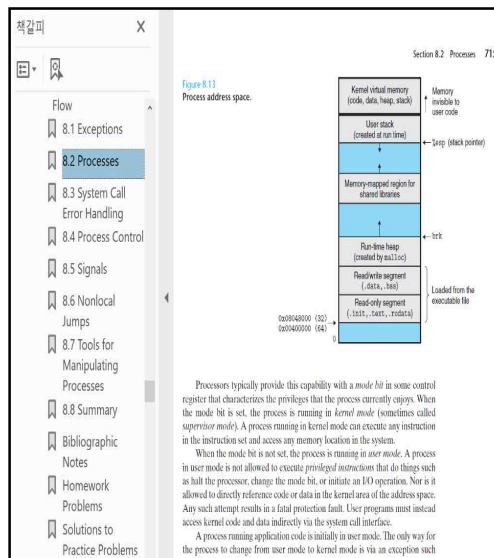 책갈피
Flow
8.1 Exceptions
8.2 Processes
8.3 System Call
Error Handling
8.4 Process Control
8.5 Signals
8.6 Nonlocal
Jumps
8.7 Tools for
Manipulating
Processes
8.8 Summary
Bibliographic
Notes
Homework
Problems
Solutions to
Practice Problems
Section 8.2 Processes 715
Figure 8.13
Process address space.
Kernel virtual memory
(code, data, heap, stack)
Memory
invisible to
user code
User stack
(created at run time)
%esp (stack pointer)
Memory-mapped region for
shared libraries
brk
Run-time heap
(created by malloc)
Read/write segment
(.data,.bss)
Loaded from the
executable file
Read-only segment
(.init,.text,.rodata)
0x08048000 (32)
0x00400000 (64)
0
Processors typically provide this capability with a mode bit in some control
register that characterizes the privileges that the process currently enjoys. When
the mode bit is set, the process is running in kernel mode (sometimes called
supervisor mode). A process running in kernel mode can execute any instruction
in the instruction set and access any memory location in the system.
When the mode bit is not set, the process is running in user mode. A process
in user mode is not allowed to execute privileged instructions that do things such
as halt the processor, change the mode bit, or initiate an I/O operation. Nor is it
allowed to directly reference code or data in the kernel area of the address space.
Any such attempt results in a fatal protection fault. User programs must instead
access kernel code and data indirectly via the system call interface.
A process running application code is initially in user mode. The only way for
the process to change from user mode to kernel mode is via an exception such